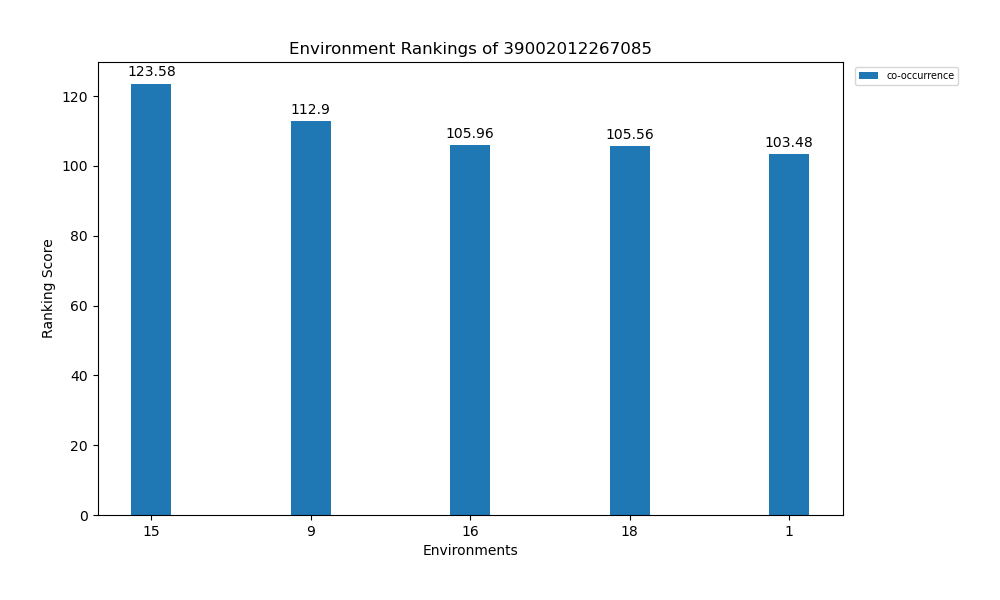 Environment Rankings of 39002012267085
co-occurrence
123.58
112.9
105.96
105.56
103.48
120
100
80
60
40
20
0
Ranking Score
15 9 16 18 1
Environments